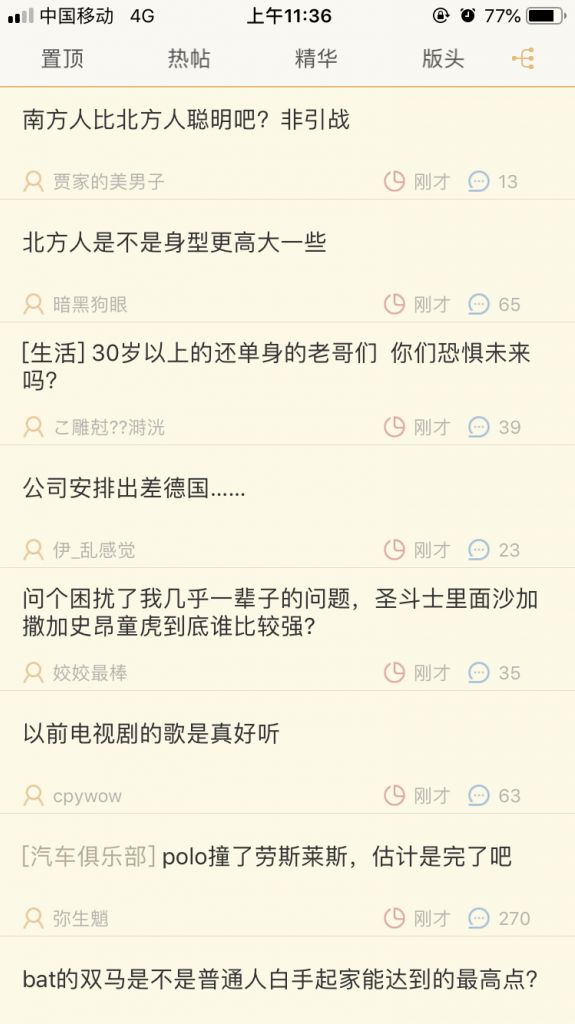 中国移动 4G 上午11:36 77%
置顶 热帖 精华 版头
南方人比北方人聪明吧？非引战
贾家的美男子 刚才 13
北方人是不是身型更高大一些
暗黑狗眼 刚才 65
[生活] 30岁以上的还单身的老哥们 你们恐惧未来
吗?
こ雕兙??溡洸 刚才 39
公司安排出差德国……
伊_乱感觉 刚才 23
问个困扰了我几乎一辈子的问题，圣斗士里面沙加
撒加史昂童虎到底谁比较强?
姣姣最棒 刚才 35
以前电视剧的歌是真好听
cpywow 刚才 63
[汽车俱乐部] polo撞了劳斯莱斯，估计是完了吧
弥生魈 刚才 270
bat的双马是不是普通人白手起家能达到的最高点?